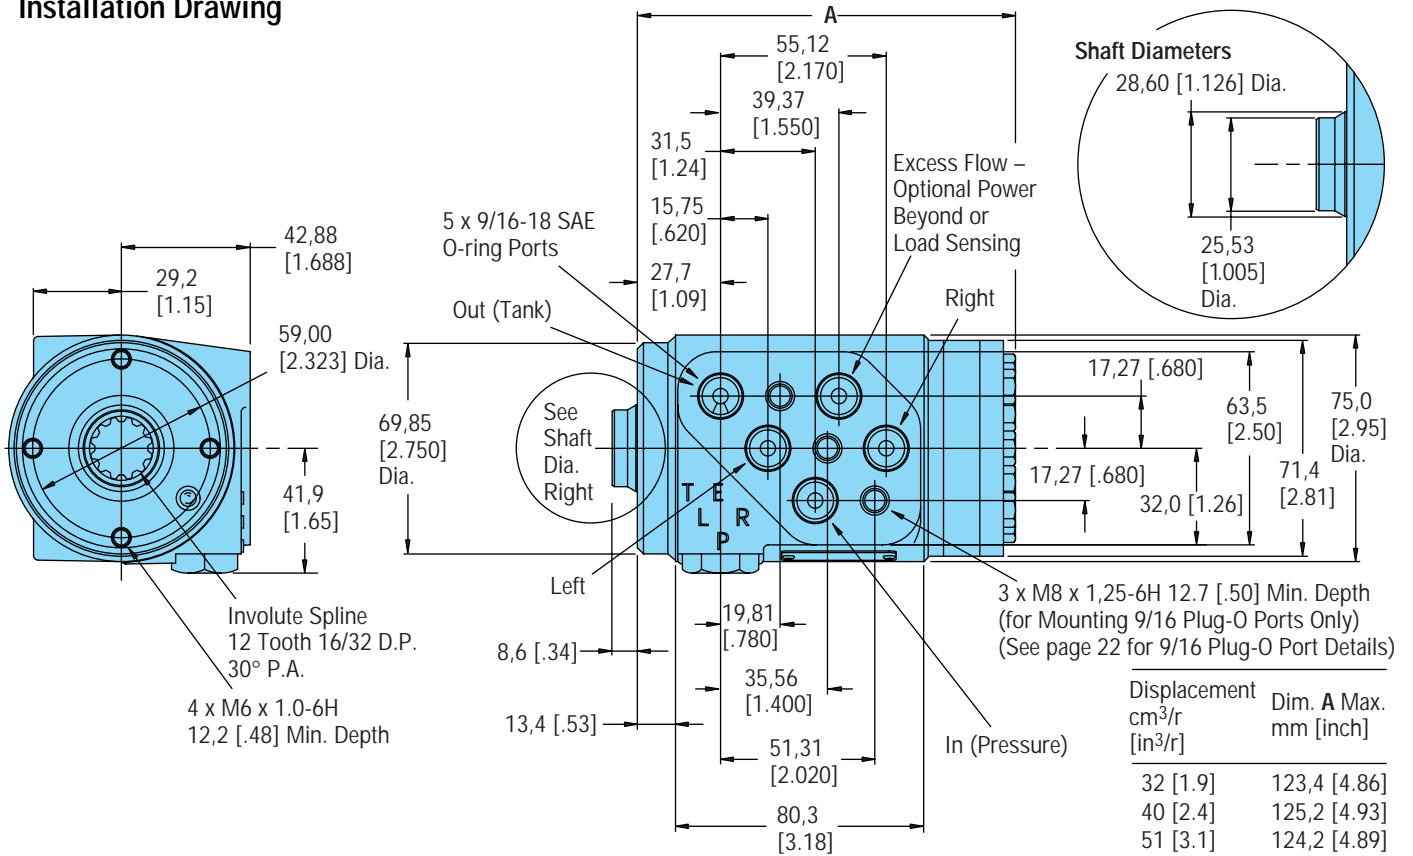 Installation Drawing
A
55,12
[2.170]
39,37
[1.550]
31,5
[1.24]
15,75
[.620]
27,7
[1.09]
Shaft Diameters
28,60 [1.126] Dia.
25,53
[1.005]
Dia.
Excess Flow –
Optional Power
Beyond or
Load Sensing
5 x 9/16-18 SAE
O-ring Ports
Out (Tank)
Right
42,88
[1.688]
29,2
[1.15]
59,00
[2.323] Dia.
69,85
[2.750]
Dia.
See
Shaft
Dia.
Right
17,27 [.680]
63,5
[2.50]
75,0
[2.95]
Dia.
71,4
[2.81]
17,27 [.680]
32,0 [1.26]
41,9
[1.65]
T E
L R
P
Left
Involute Spline
12 Tooth 16/32 D.P.
30° P.A.
4 x M6 x 1.0-6H
12,2 [.48] Min. Depth
8,6 [.34]
13,4 [.53]
19,81
[.780]
35,56
[1.400]
51,31
[2.020]
80,3
[3.18]
In (Pressure)
3 x M8 x 1,25-6H 12.7 [.50] Min. Depth
(for Mounting 9/16 Plug-O Ports Only)
(See page 22 for 9/16 Plug-O Port Details)
Displacement
cm³/r
[in³/r]
Dim. A Max.
mm [inch]
32 [1.9] 123,4 [4.86]
40 [2.4] 125,2 [4.93]
51 [3.1] 124,2 [4.89]